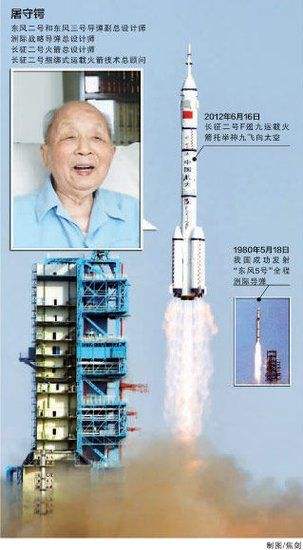 屠守锷
东风二号和东风三号导弹副总设计师
洲际战略导弹总设计师
长征二号火箭总设计师
长征二号捆绑式运载火箭技术总顾问
2012年6月16日
长征二号F遥九运载火
箭托举神九飞向太空
中国航天
1980年5月18日
我国成功发射
“东风5号”全程
洲际导弹
制图/焦剑